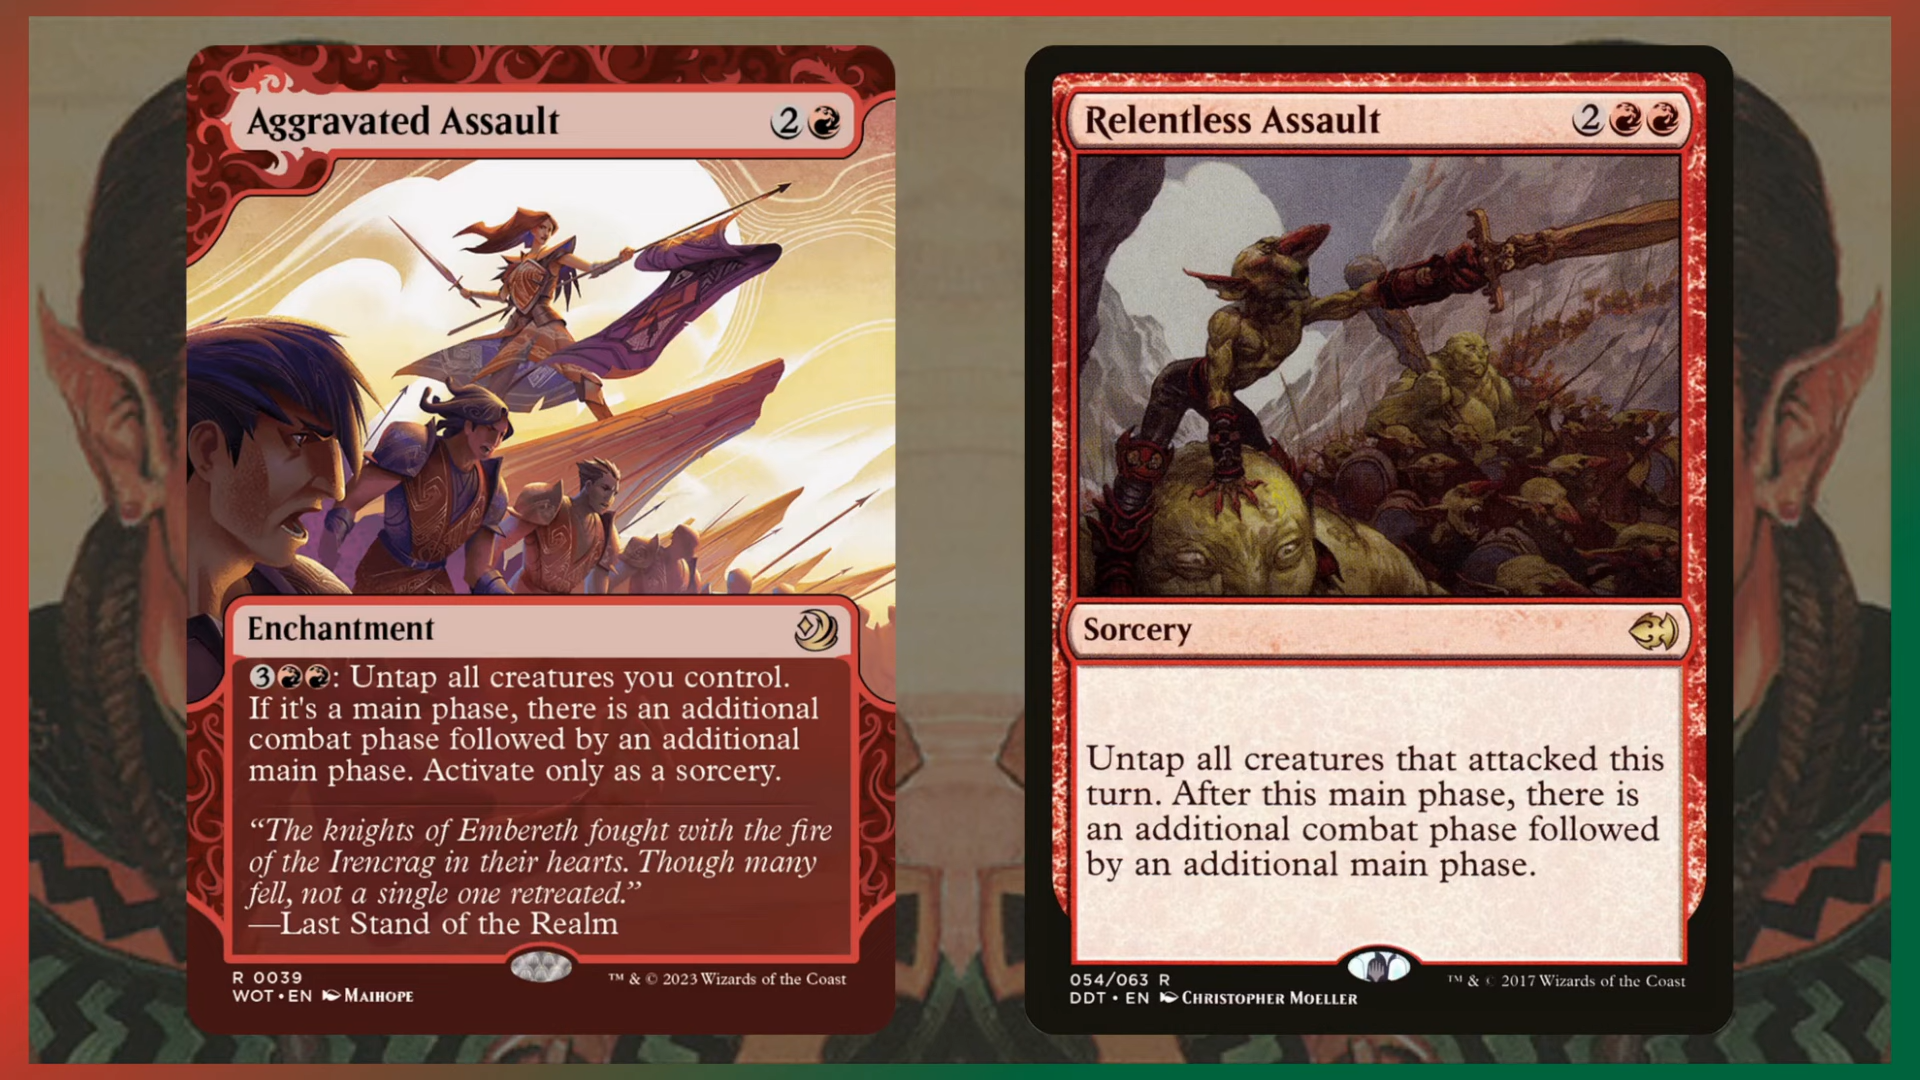 Aggravated Assault 2
Enchantment
3: Untap all creatures you control.
If it's a main phase, there is an additional
combat phase followed by an additional
main phase. Activate only as a sorcery.
“The knights of Embereth fought with the fire
of the Irencrag in their hearts. Though many
fell, not a single one retreated.”
—Last Stand of the Realm
R 0039
WOT • EN MAIHOPE
™ & © 2023 Wizards of the Coast
Relentless Assault 2
Sorcery
Untap all creatures that attacked this
turn. After this main phase, there is
an additional combat phase followed
by an additional main phase.
054/063 R
DDT • EN CHRISTOPHER MOELLER
™ & © 2017 Wizards of the Coast